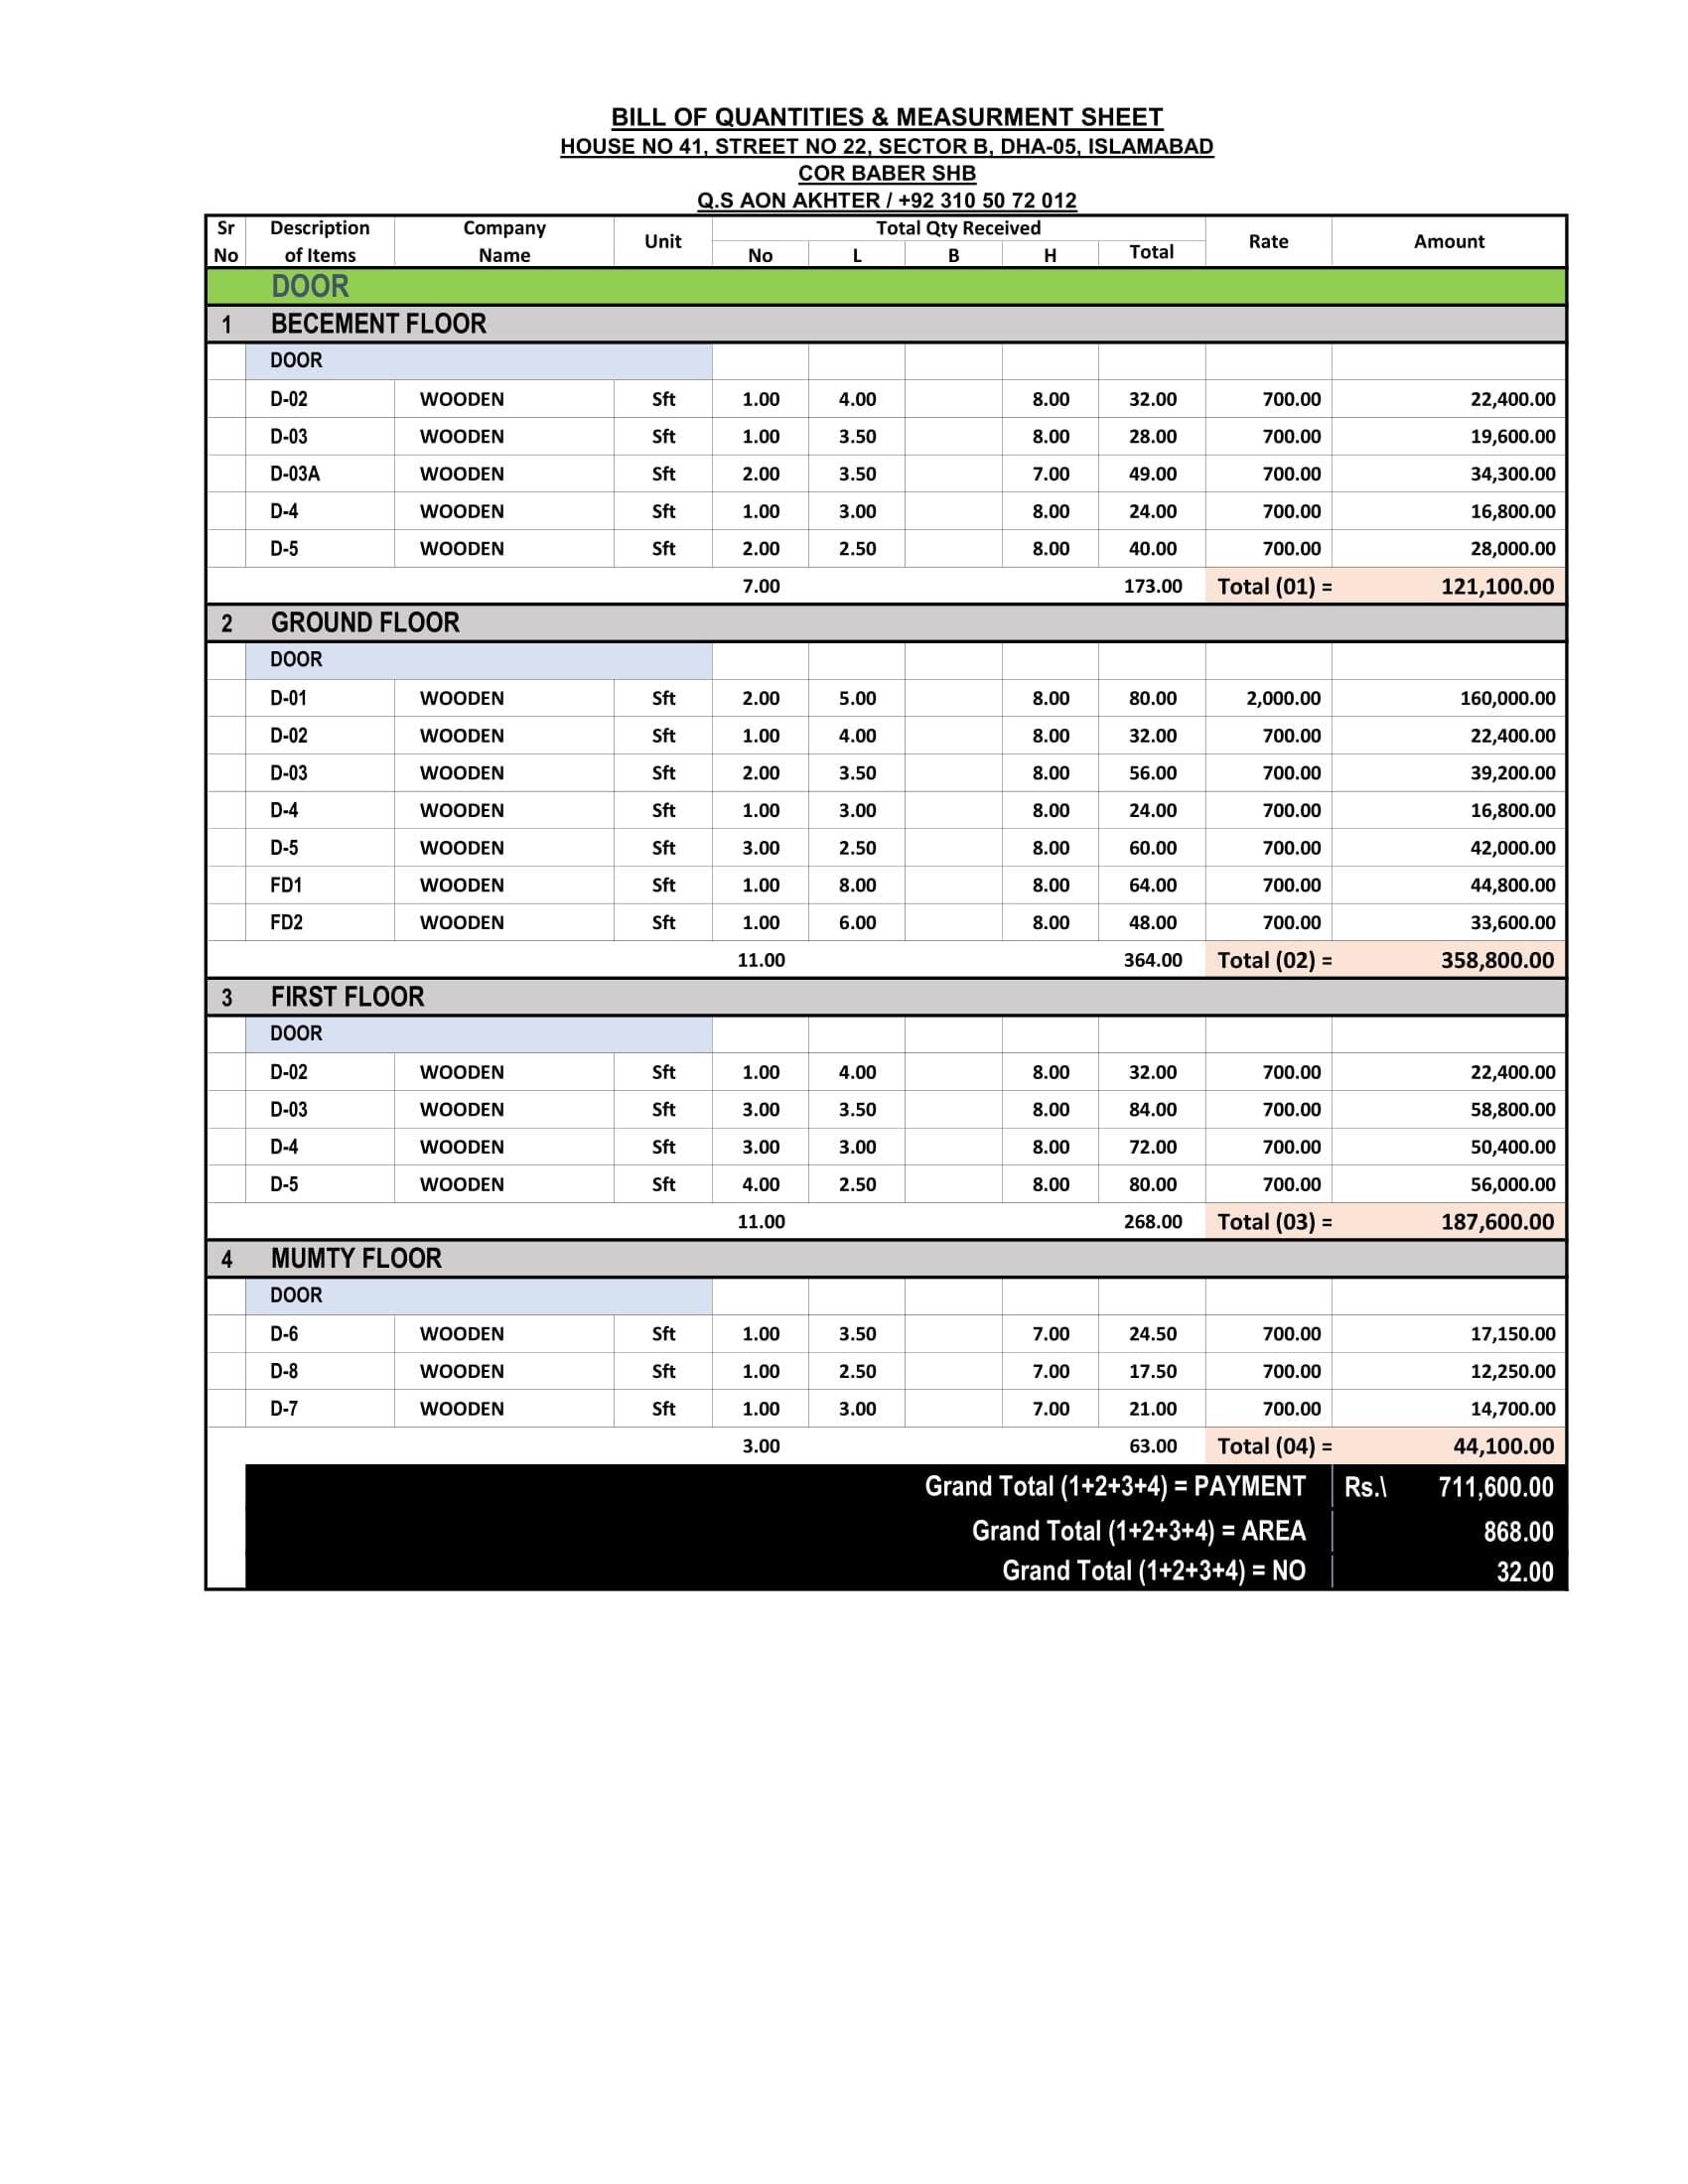 BILL OF QUANTITIES & MEASURMENT SHEET
HOUSE NO 41, STREET NO 22, SECTOR B, DHA-05, ISLAMABAD
COR BABER SHB
Q.S AON AKHTER / +92 310 50 72 012
Sr No Description of Items Company Name Unit Total Qty Received Rate Amount
No L B H Total
DOOR
1 BECEMENT FLOOR
DOOR
D-02 WOODEN Sft 1.00 4.00 8.00 32.00 700.00 22,400.00
D-03 WOODEN Sft 1.00 3.50 8.00 28.00 700.00 19,600.00
D-03A WOODEN Sft 2.00 3.50 7.00 49.00 700.00 34,300.00
D-4 WOODEN Sft 1.00 3.00 8.00 24.00 700.00 16,800.00
D-5 WOODEN Sft 2.00 2.50 8.00 40.00 700.00 28,000.00
7.00 173.00 Total (01) = 121,100.00
2 GROUND FLOOR
DOOR
D-01 WOODEN Sft 2.00 5.00 8.00 80.00 2,000.00 160,000.00
D-02 WOODEN Sft 1.00 4.00 8.00 32.00 700.00 22,400.00
D-03 WOODEN Sft 2.00 3.50 8.00 56.00 700.00 39,200.00
D-4 WOODEN Sft 1.00 3.00 8.00 24.00 700.00 16,800.00
D-5 WOODEN Sft 3.00 2.50 8.00 60.00 700.00 42,000.00
FD1 WOODEN Sft 1.00 8.00 8.00 64.00 700.00 44,800.00
FD2 WOODEN Sft 1.00 6.00 8.00 48.00 700.00 33,600.00
11.00 364.00 Total (02) = 358,800.00
3 FIRST FLOOR
DOOR
D-02 WOODEN Sft 1.00 4.00 8.00 32.00 700.00 22,400.00
D-03 WOODEN Sft 3.00 3.50 8.00 84.00 700.00 58,800.00
D-4 WOODEN Sft 3.00 3.00 8.00 72.00 700.00 50,400.00
D-5 WOODEN Sft 4.00 2.50 8.00 80.00 700.00 56,000.00
11.00 268.00 Total (03) = 187,600.00
4 MUMTY FLOOR
DOOR
D-6 WOODEN Sft 1.00 3.50 7.00 24.50 700.00 17,150.00
D-8 WOODEN Sft 1.00 2.50 7.00 17.50 700.00 12,250.00
D-7 WOODEN Sft 1.00 3.00 7.00 21.00 700.00 14,700.00
3.00 63.00 Total (04) = 44,100.00
Grand Total (1+2+3+4) = PAYMENT Rs.\ 711,600.00
Grand Total (1+2+3+4) = AREA 868.00
Grand Total (1+2+3+4) = NO 32.00